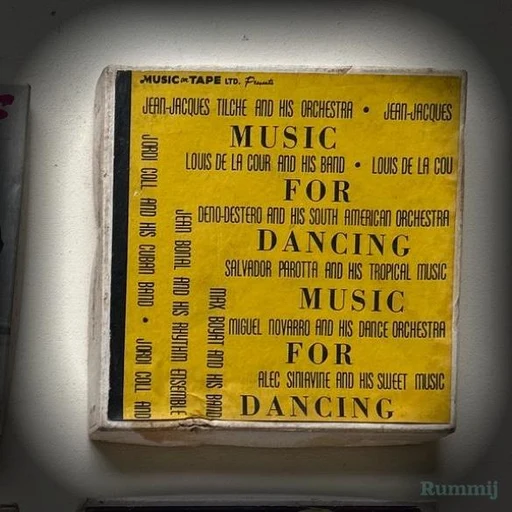 MUSIC on TAPE LTD. Presents
JEAN-JACQUES TILCHE AND HIS ORCHESTRA • JEAN-JACQUES
MUSIC
LOUIS DE LA COUR AND HIS BAND • LOUIS DE LA COU
FOR
DENO-DESTERO AND HIS SOUTH AMERICAN ORCHESTRA
DANCING
SALVADOR PAROTTA AND HIS TROPICAL MUSIC
MUSIC
MIGUEL NOVARRO AND HIS DANCE ORCHESTRA
FOR
ALEC SINIAVINE AND HIS SWEET MUSIC
DANCING
JORDI COLL AND HIS CUBAN BAND • JORDI COLL AND
JEAN BONAL AND HIS RHYTHM ENSEMBLE
MAX BOUYAT AND HIS BAND
Rummij